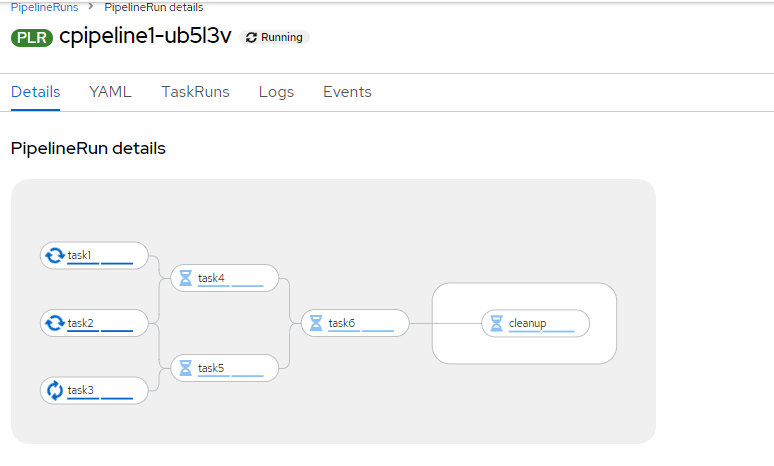 PipelineRuns > PipelineRun details
PLR cpipeline1-ub5l3v Running
Details YAML TaskRuns Logs Events
PipelineRun details
task1
task4
task2
task6
cleanup
task5
task3